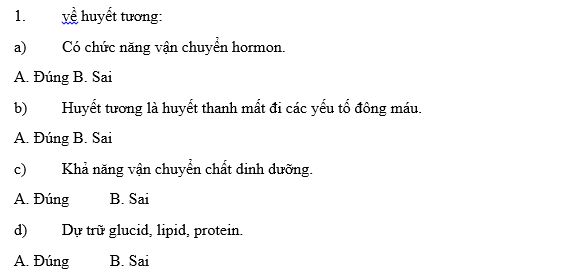 1. về huyết tương:
a) Có chức năng vận chuyển hormon.
A. Đúng B. Sai
b) Huyết tương là huyết thanh mất đi các yếu tố đông máu.
A. Đúng B. Sai
c) Khả năng vận chuyển chất dinh dưỡng.
A. Đúng B. Sai
d) Dự trữ glucid, lipid, protein.
A. Đúng B. Sai